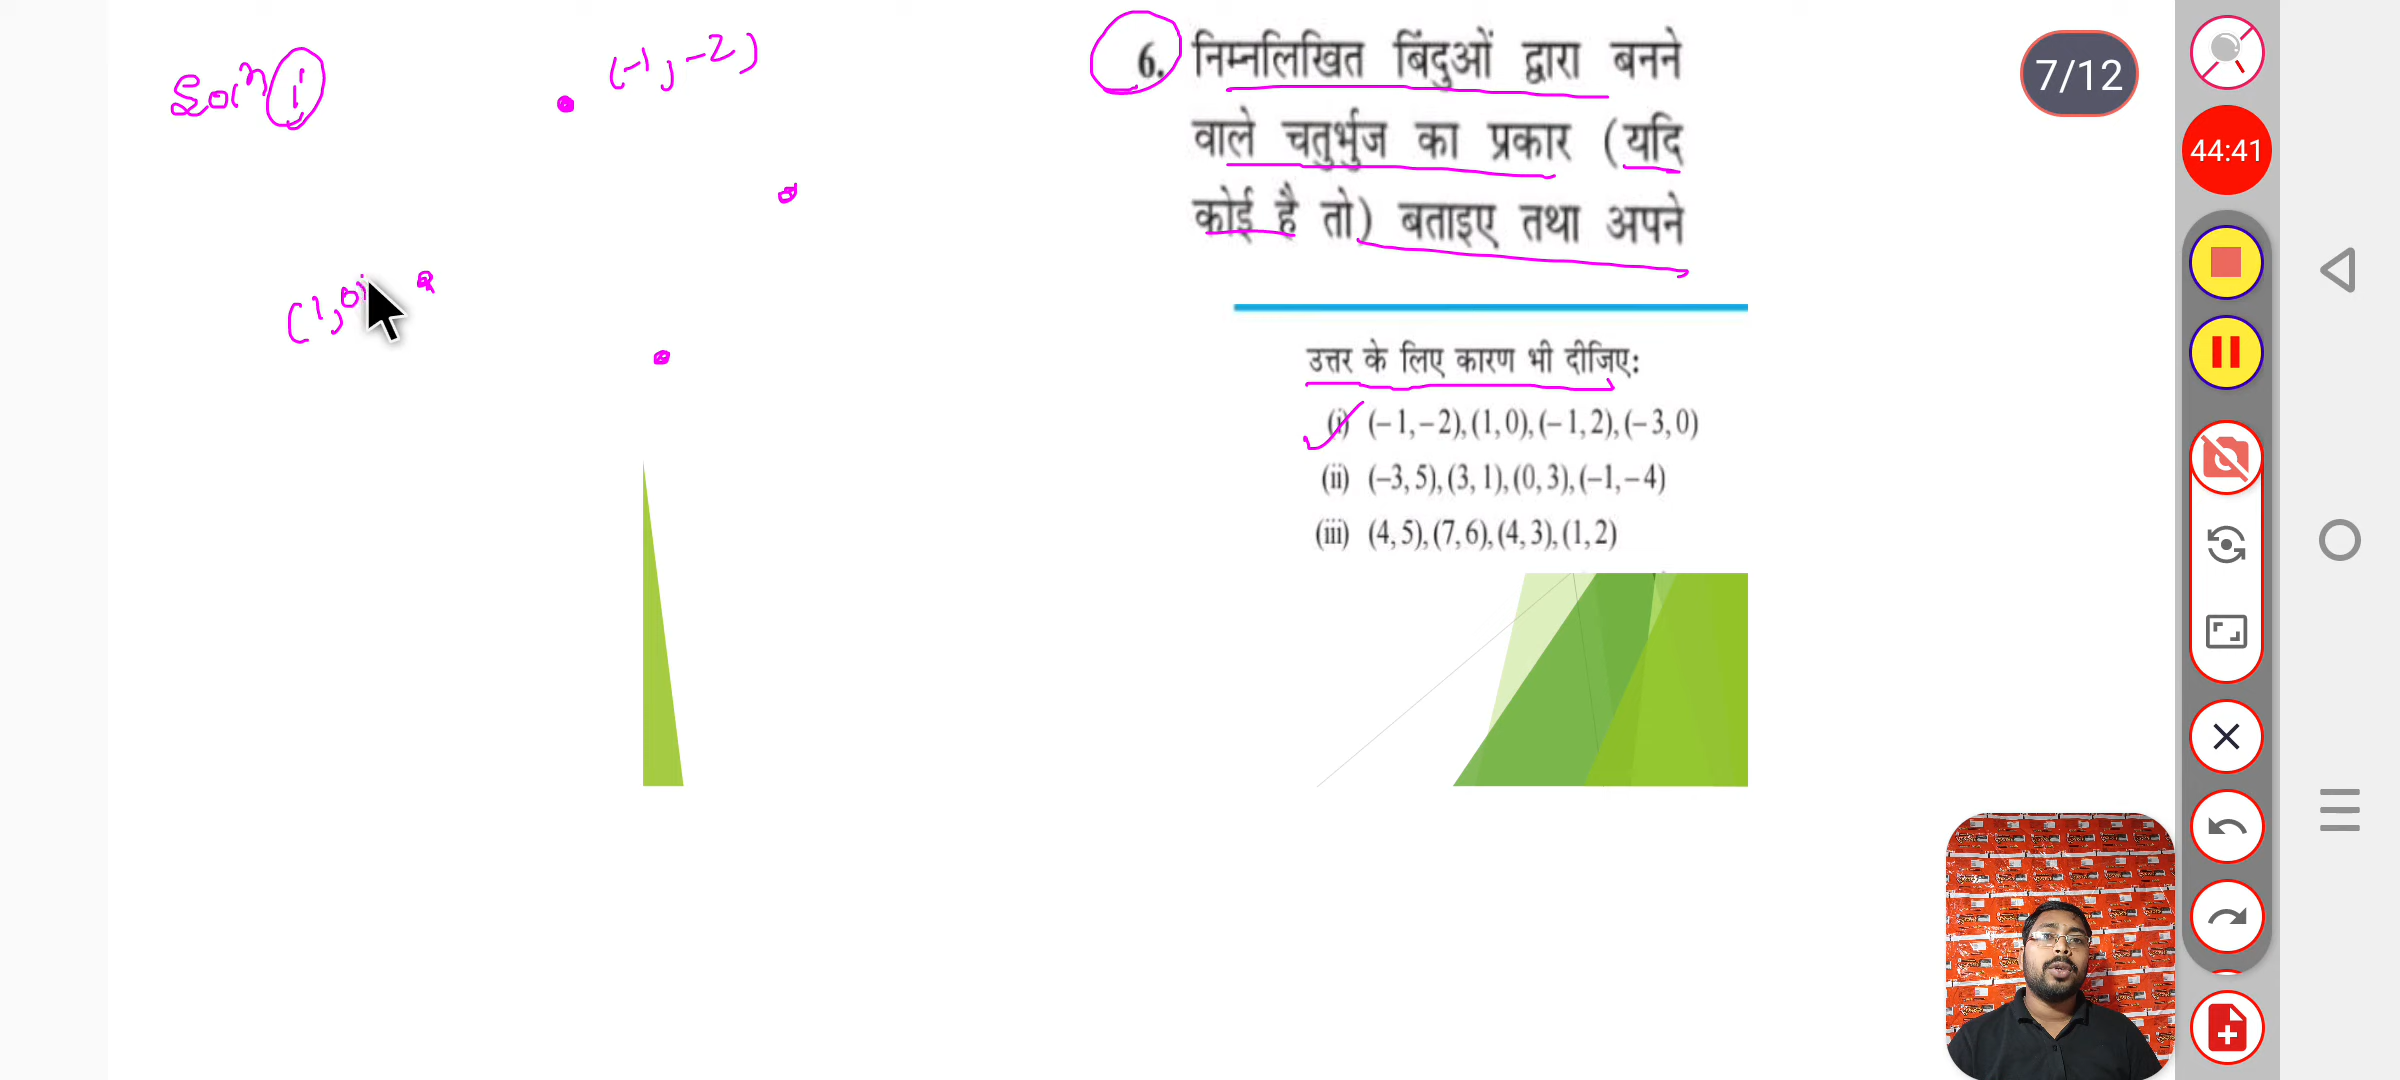 Solⁿ i
(-1, -2)
(1, 0)
6. निम्नलिखित बिंदुओं द्वारा बनने
वाले चतुर्भुज का प्रकार (यदि
कोई है तो) बताइए तथा अपने
उत्तर के लिए कारण भी दीजिए:
(i) (– 1, – 2), (1, 0), (– 1, 2), (– 3, 0)
(ii) (–3, 5), (3, 1), (0, 3), (–1, – 4)
(iii) (4, 5), (7, 6), (4, 3), (1, 2)
7/12
44:41